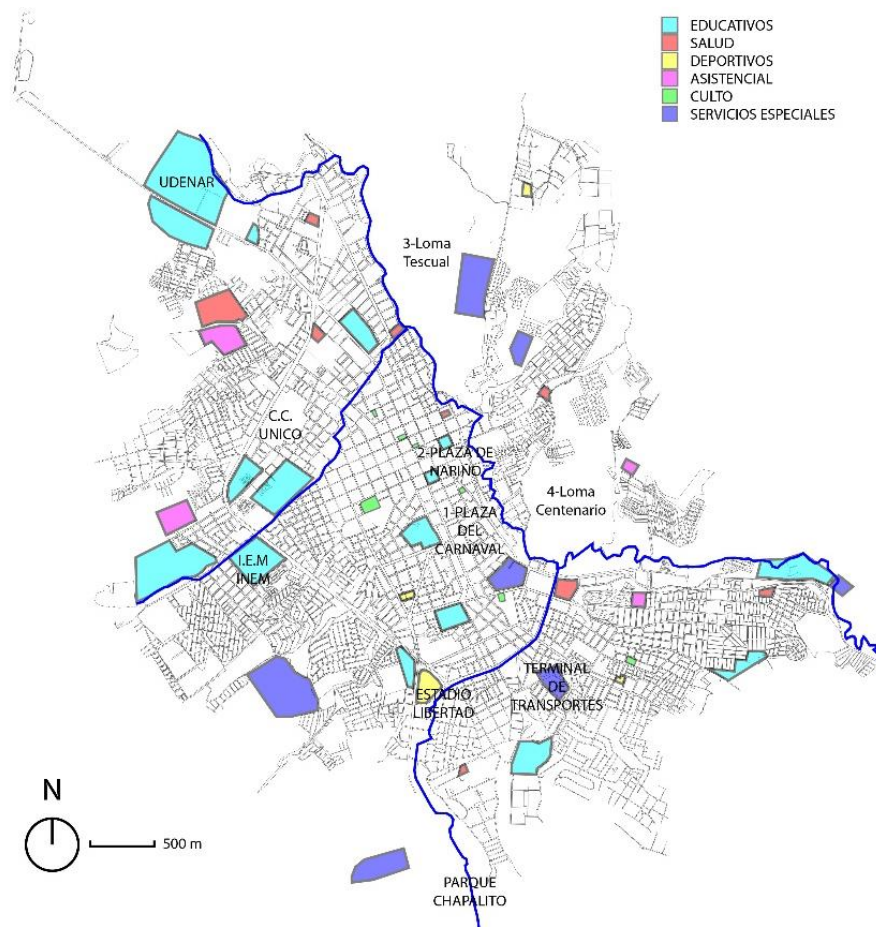 EDUCATIVOS
SALUD
DEPORTIVOS
ASISTENCIAL
CULTO
SERVICIOS ESPECIALES
UDENAR
3-Loma
Tescual
C.C.
UNICO
2-PLAZA DE
NARIÑO
1-PLAZA
DEL
CARNAVAL
4-Loma
Centenario
I.E.M
INEM
ESTADIO
LIBERTAD
TERMINAL
DE
TRANSPORTES
N
500 m
PARQUE
CHAPALITO